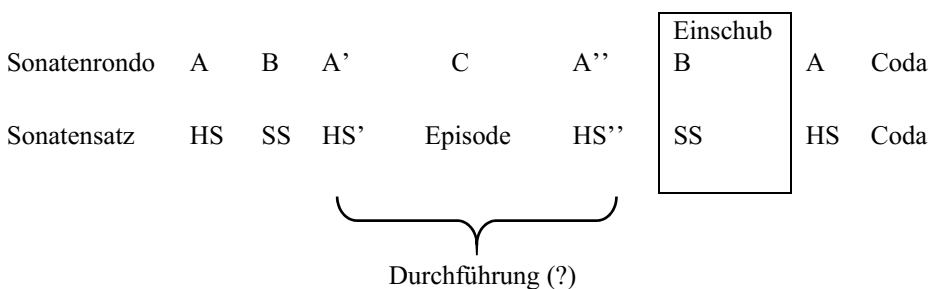 Einschub
Sonatenrondo A B A’ C A’’ B A Coda
Sonatensatz HS SS HS’ Episode HS’’ SS HS Coda
Durchführung (?)